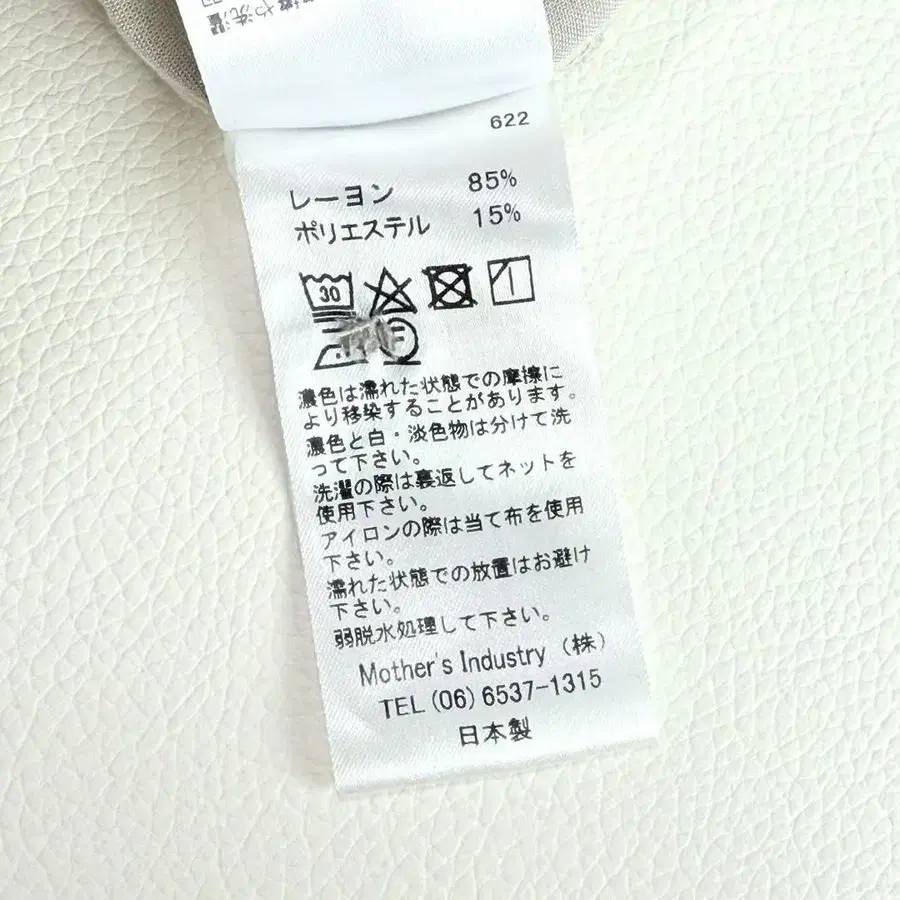 や洗濯
622
レーヨン 85%
ポリエステル 15%
30
F
濃色は濡れた状態での摩擦に
より移染することがあります。
濃色と白・淡色物は分けて洗
って下さい。
洗濯の際は裏返してネットを
使用下さい。
アイロンの際は当て布を使用
下さい。
濡れた状態での放置はお避け
下さい。
弱脱水処理して下さい。
Mother's Industry (株)
TEL (06) 6537-1315
日本製